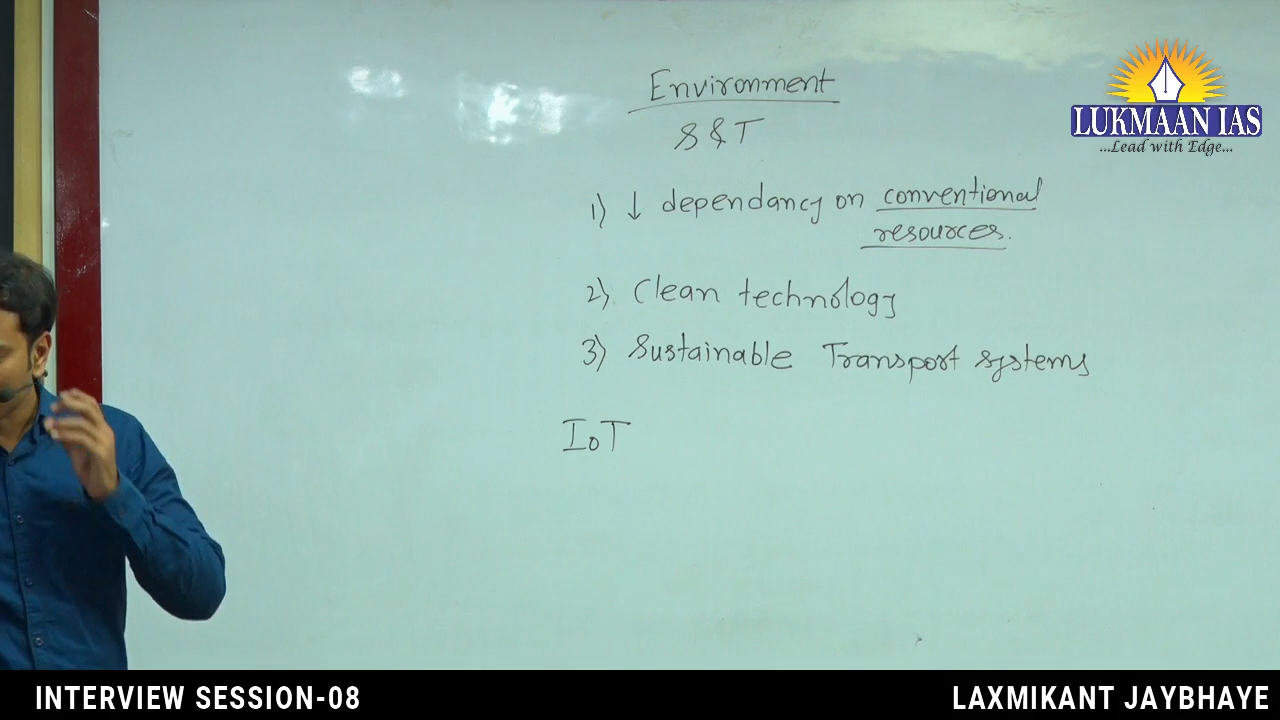 Environment
S & T
1) ↓ dependancy on conventional
resources.
2) Clean technology
3) Sustainable Transport systems
IoT
LUKMAAN IAS
...Lead with Edge...
INTERVIEW SESSION-08
LAXMIKANT JAYBHAYE